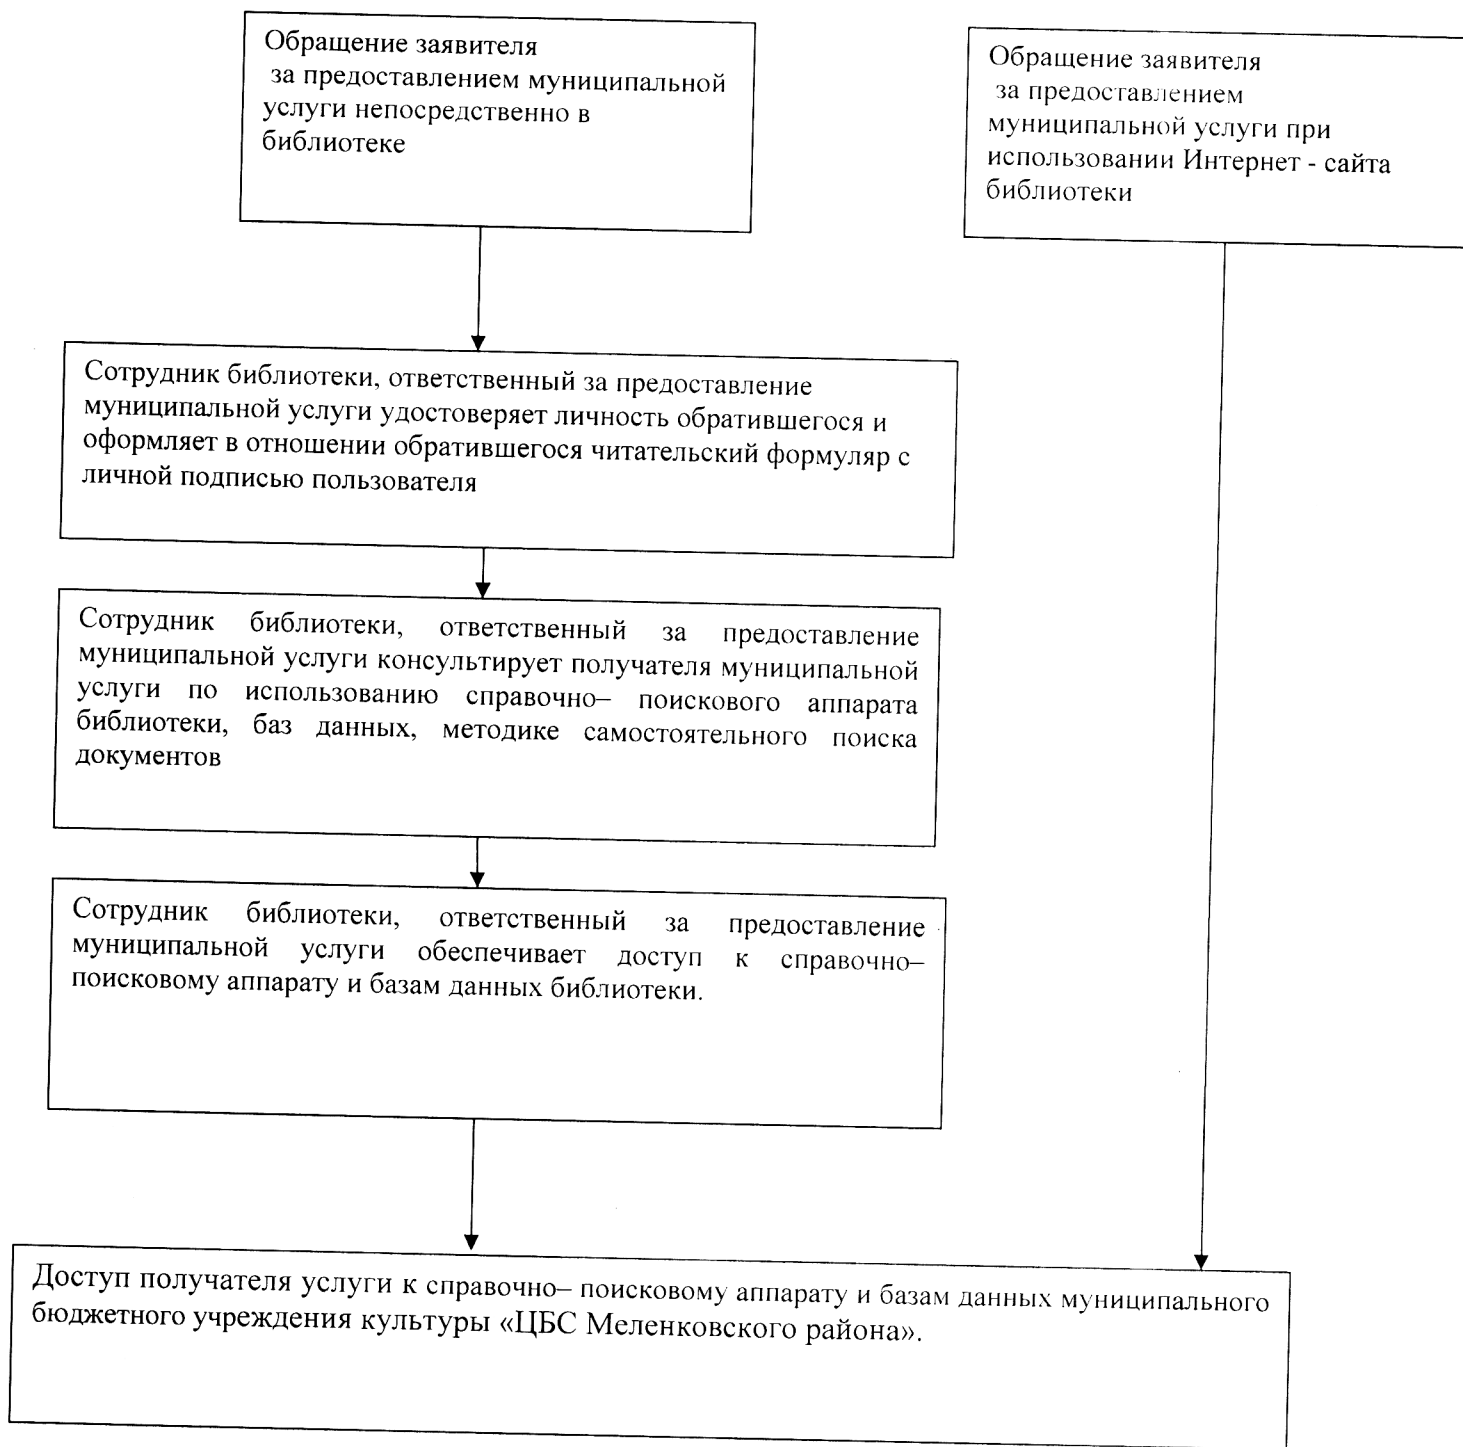 Обращение заявителя
за предоставлением муниципальной
услуги непосредственно в
библиотеке
Обращение заявителя
за предоставлением
муниципальной услуги при
использовании Интернет - сайта
библиотеки
Сотрудник библиотеки, ответственный за предоставление
муниципальной услуги удостоверяет личность обратившегося и
оформляет в отношении обратившегося читательский формуляр с
личной подписью пользователя
Сотрудник библиотеки, ответственный за предоставление
муниципальной услуги консультирует получателя муниципальной
услуги по использованию справочно– поискового аппарата
библиотеки, баз данных, методике самостоятельного поиска
документов
Сотрудник библиотеки, ответственный за предоставление
муниципальной услуги обеспечивает доступ к справочно–
поисковому аппарату и базам данных библиотеки.
Доступ получателя услуги к справочно– поисковому аппарату и базам данных муниципального
бюджетного учреждения культуры «ЦБС Меленковского района».